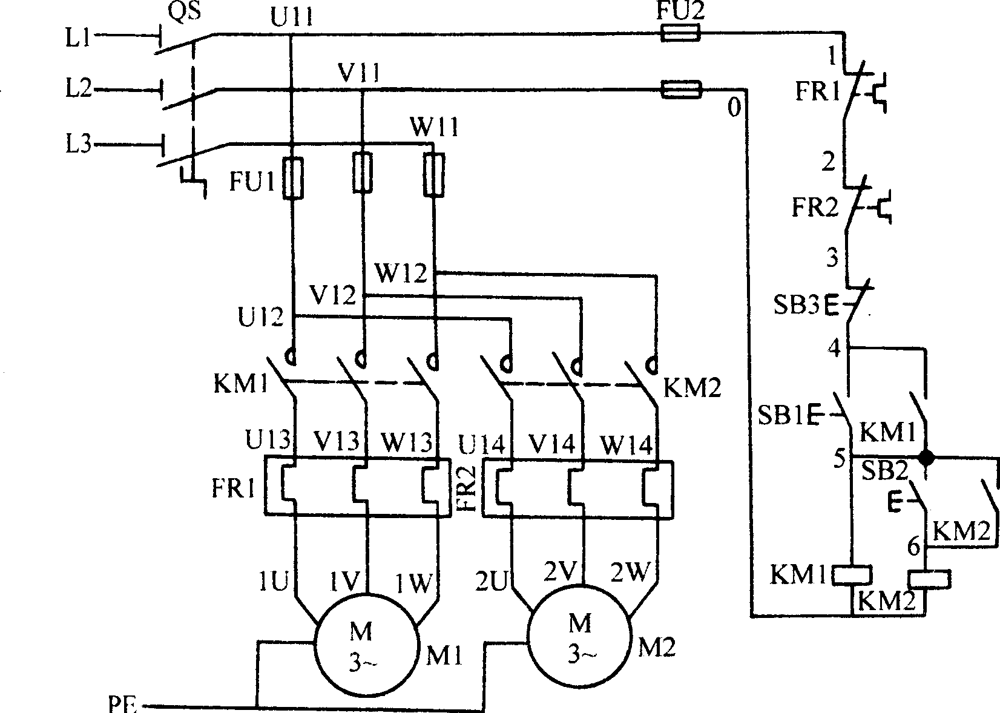 QS
U11
FU2
L1
1
V11
L2
FR1
0
W11
L3
2
FU1
FR2
3
W12
V12
SB3
U12
4
KM1
KM2
SB1
KM1
U13
V13
W13
U14
V14
W14
5
SB2
FR1
FR2
KM2
6
1U
1V
1W
2U
2V
2W
KM1
KM2
M
3~
M1
M
3~
M2
PE